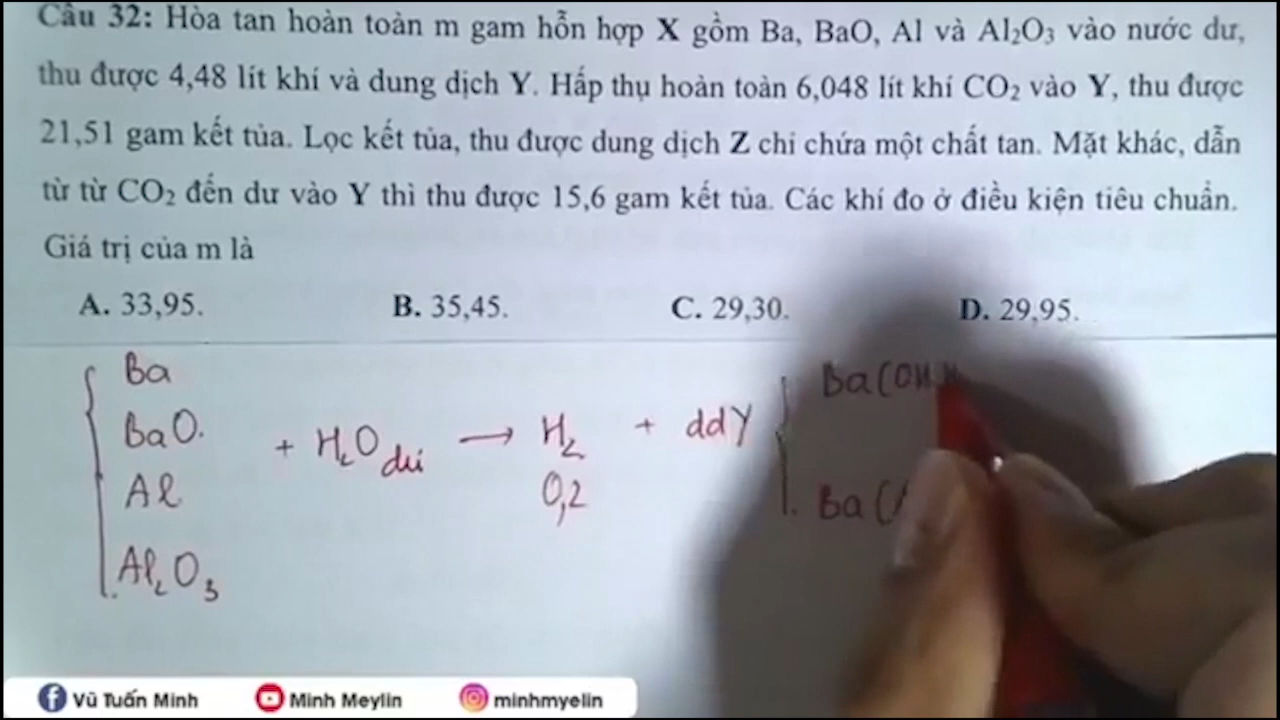 Câu 32: Hòa tan hoàn toàn m gam hỗn hợp X gồm Ba, BaO, Al và Al₂O₃ vào nước dư,
thu được 4,48 lít khí và dung dịch Y. Hấp thụ hoàn toàn 6,048 lít khí CO₂ vào Y, thu được
21,51 gam kết tủa. Lọc kết tủa, thu được dung dịch Z chỉ chứa một chất tan. Mặt khác, dẫn
từ từ CO₂ đến dư vào Y thì thu được 15,6 gam kết tủa. Các khí đo ở điều kiện tiêu chuẩn.
Giá trị của m là
A. 33,95. B. 35,45. C. 29,30. D. 29,95.
Ba
BaO.
Al
Al₂O₃
+ H₂O dư → H₂ + ddY
0,2
Ba(OH
Ba(
Vũ Tuấn Minh Minh Meylin minhmyelin